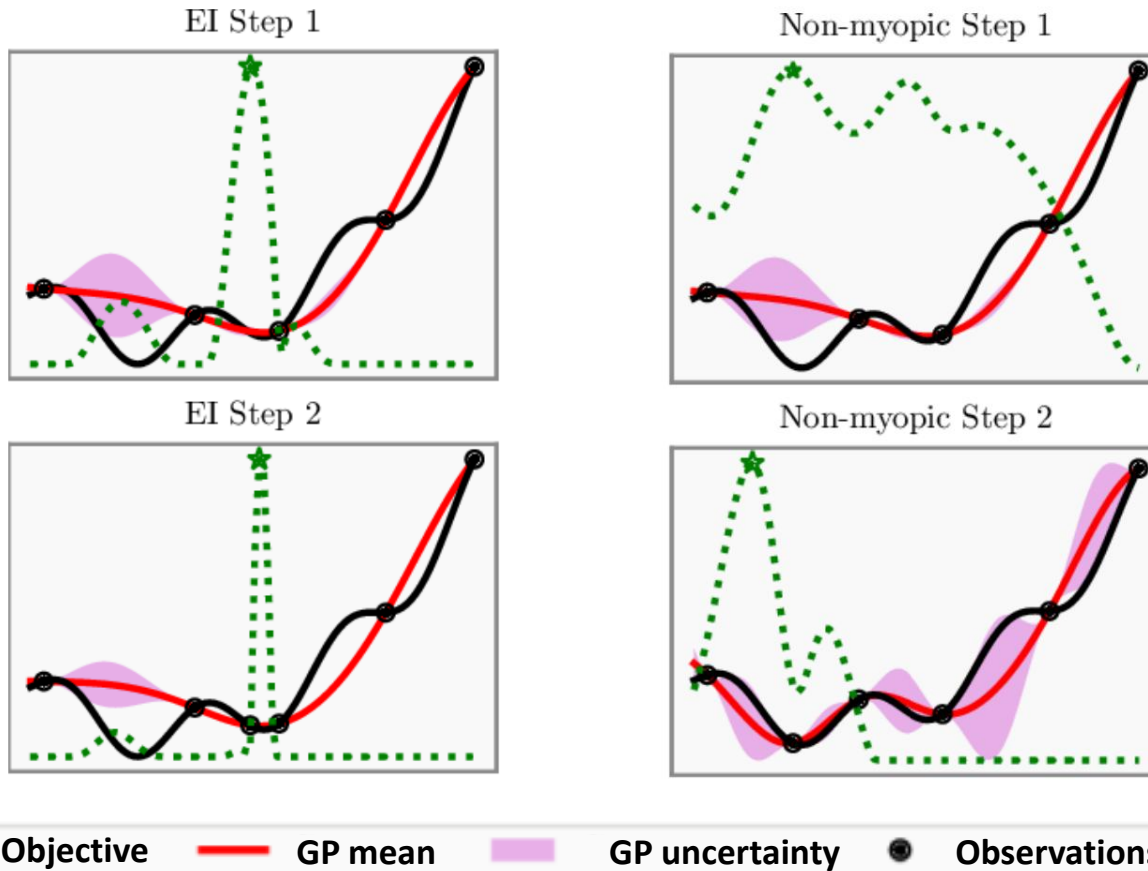 EI Step 1
Non-myopic Step 1
EI Step 2
Non-myopic Step 2
Objective GP mean GP uncertainty Observations